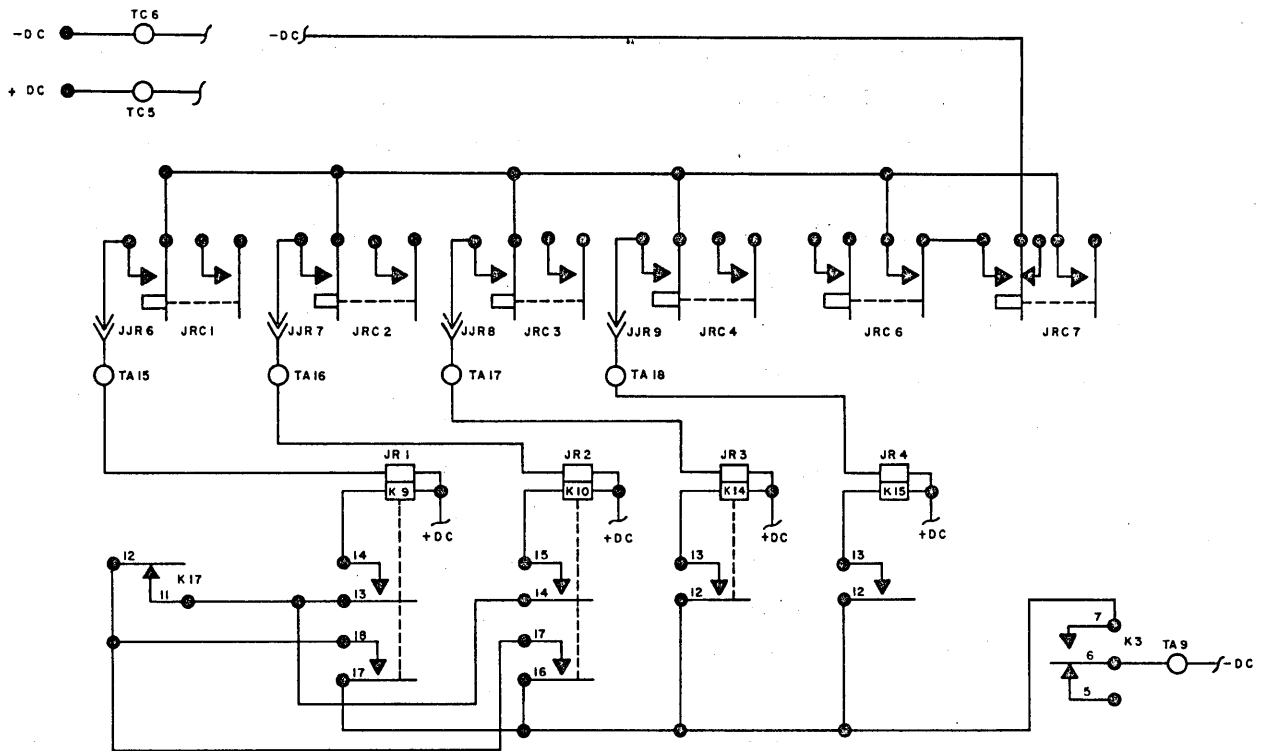 TC6
-DC
-DC
+ DC
TC5
JJR6
JRC1
JJR7
JRC2
JJR8
JRC3
JJR9
JRC4
JRC6
JRC7
TA15
TA16
TA17
TA18
JR1
JR2
JR3
JR4
K9
K10
K14
K15
+DC
+DC
+DC
+DC
12
K17
11
14
13
18
17
15
14
17
16
13
12
13
12
7
K3
TA9
6
-DC
5